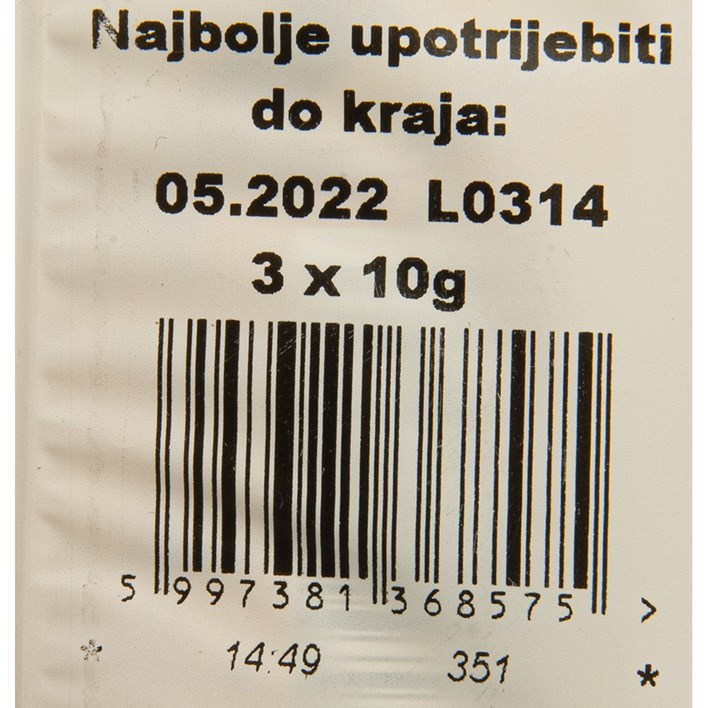 Najbolje upotrijebiti
do kraja:
05.2022 L0314
3 x 10g
5 997381 368575 >
* 14:49 351 *